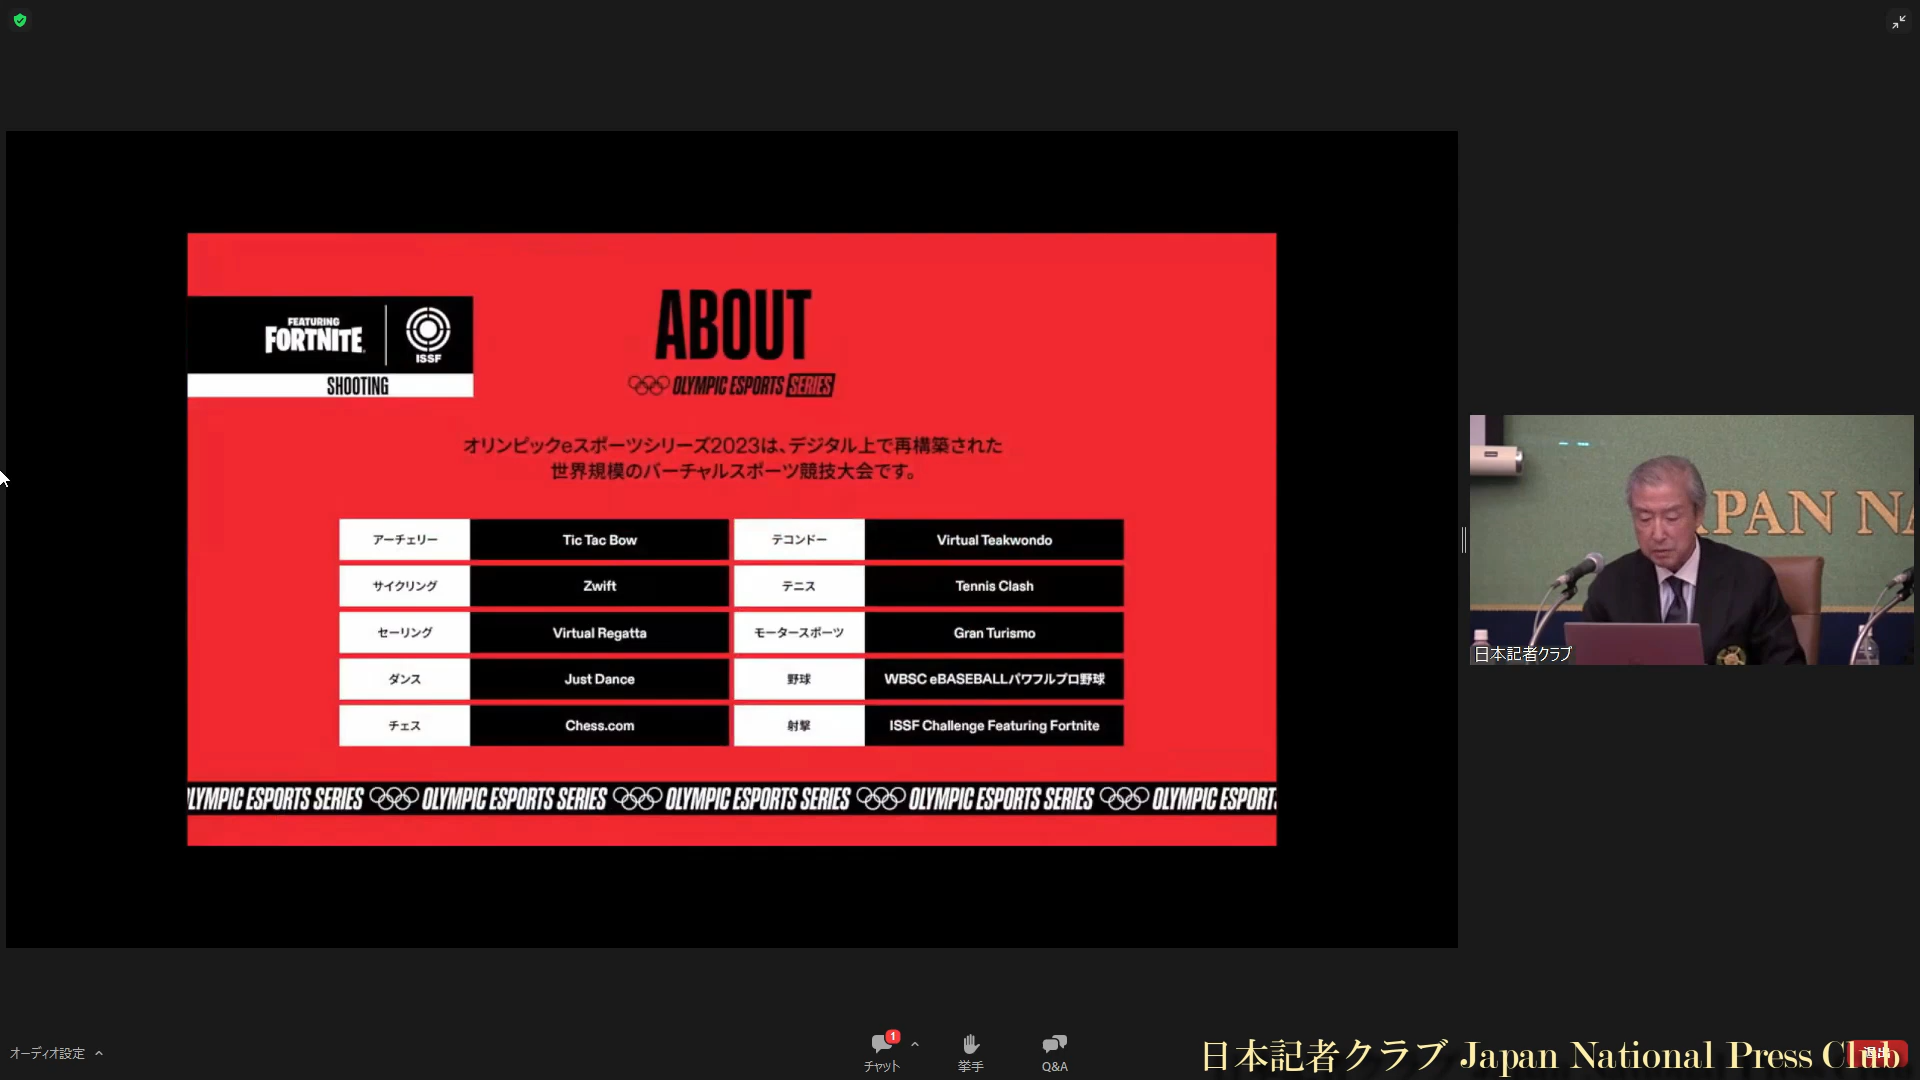 FEATURING
FORTNITE
ISSF
SHOOTING
ABOUT
OLYMPIC ESPORTS SERIES
オリンピックeスポーツシリーズ2023は、デジタル上で再構築された
世界規模のバーチャルスポーツ競技大会です。
アーチェリー Tic Tac Bow テコンドー Virtual Teakwondo
サイクリング Zwift テニス Tennis Clash
セーリング Virtual Regatta モータースポーツ Gran Turismo
ダンス Just Dance 野球 WBSC eBASEBALLパワフルプロ野球
チェス Chess.com 射撃 ISSF Challenge Featuring Fortnite
LYMPIC ESPORTS SERIES OLYMPIC ESPORTS SERIES OLYMPIC ESPORTS SERIES OLYMPIC ESPORTS SERIES OLYMPIC ESPORT
JAPAN NA
日本記者クラブ
オーディオ設定
1
チャット
挙手
Q&A
日本記者クラブ Japan National Press Club
退出